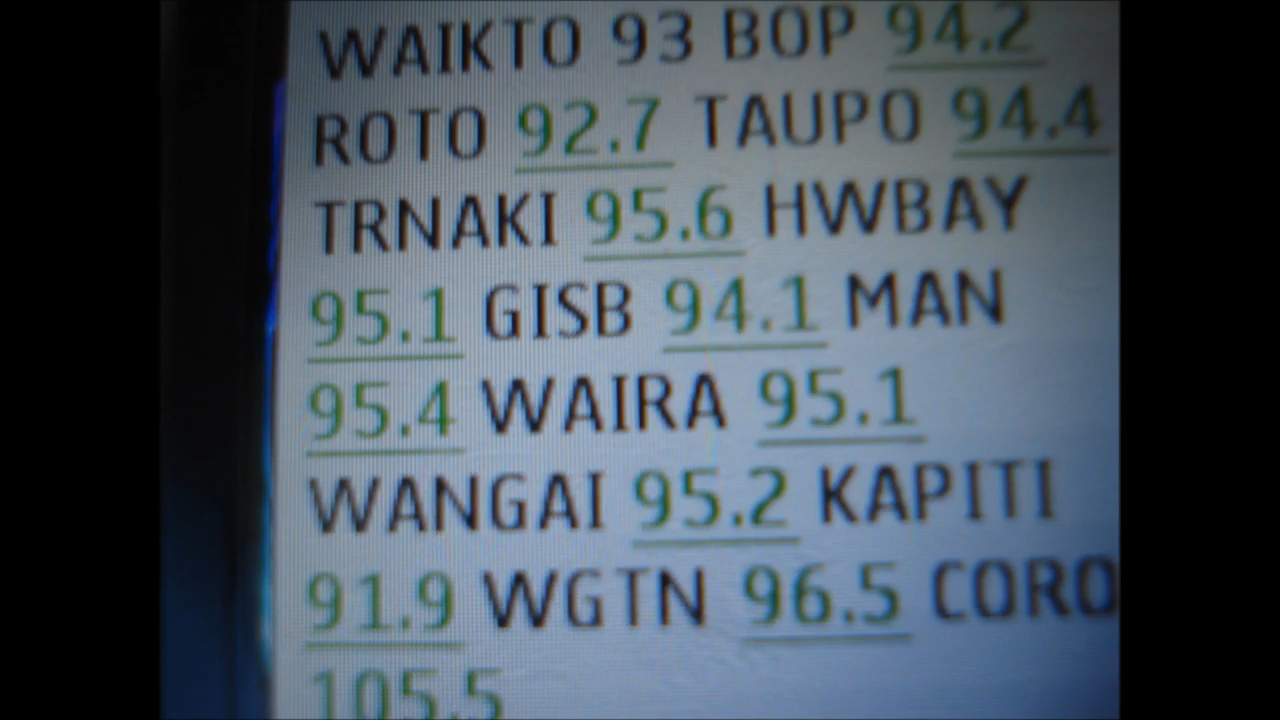 WAIKTO 93 BOP 94.2
ROTO 92.7 TAUPO 94.4
TRNAKI 95.6 HWBAY
95.1 GISB 94.1 MAN
95.4 WAIRA 95.1
WANGAI 95.2 KAPITI
91.9 WGTN 96.5 CORO
105.5